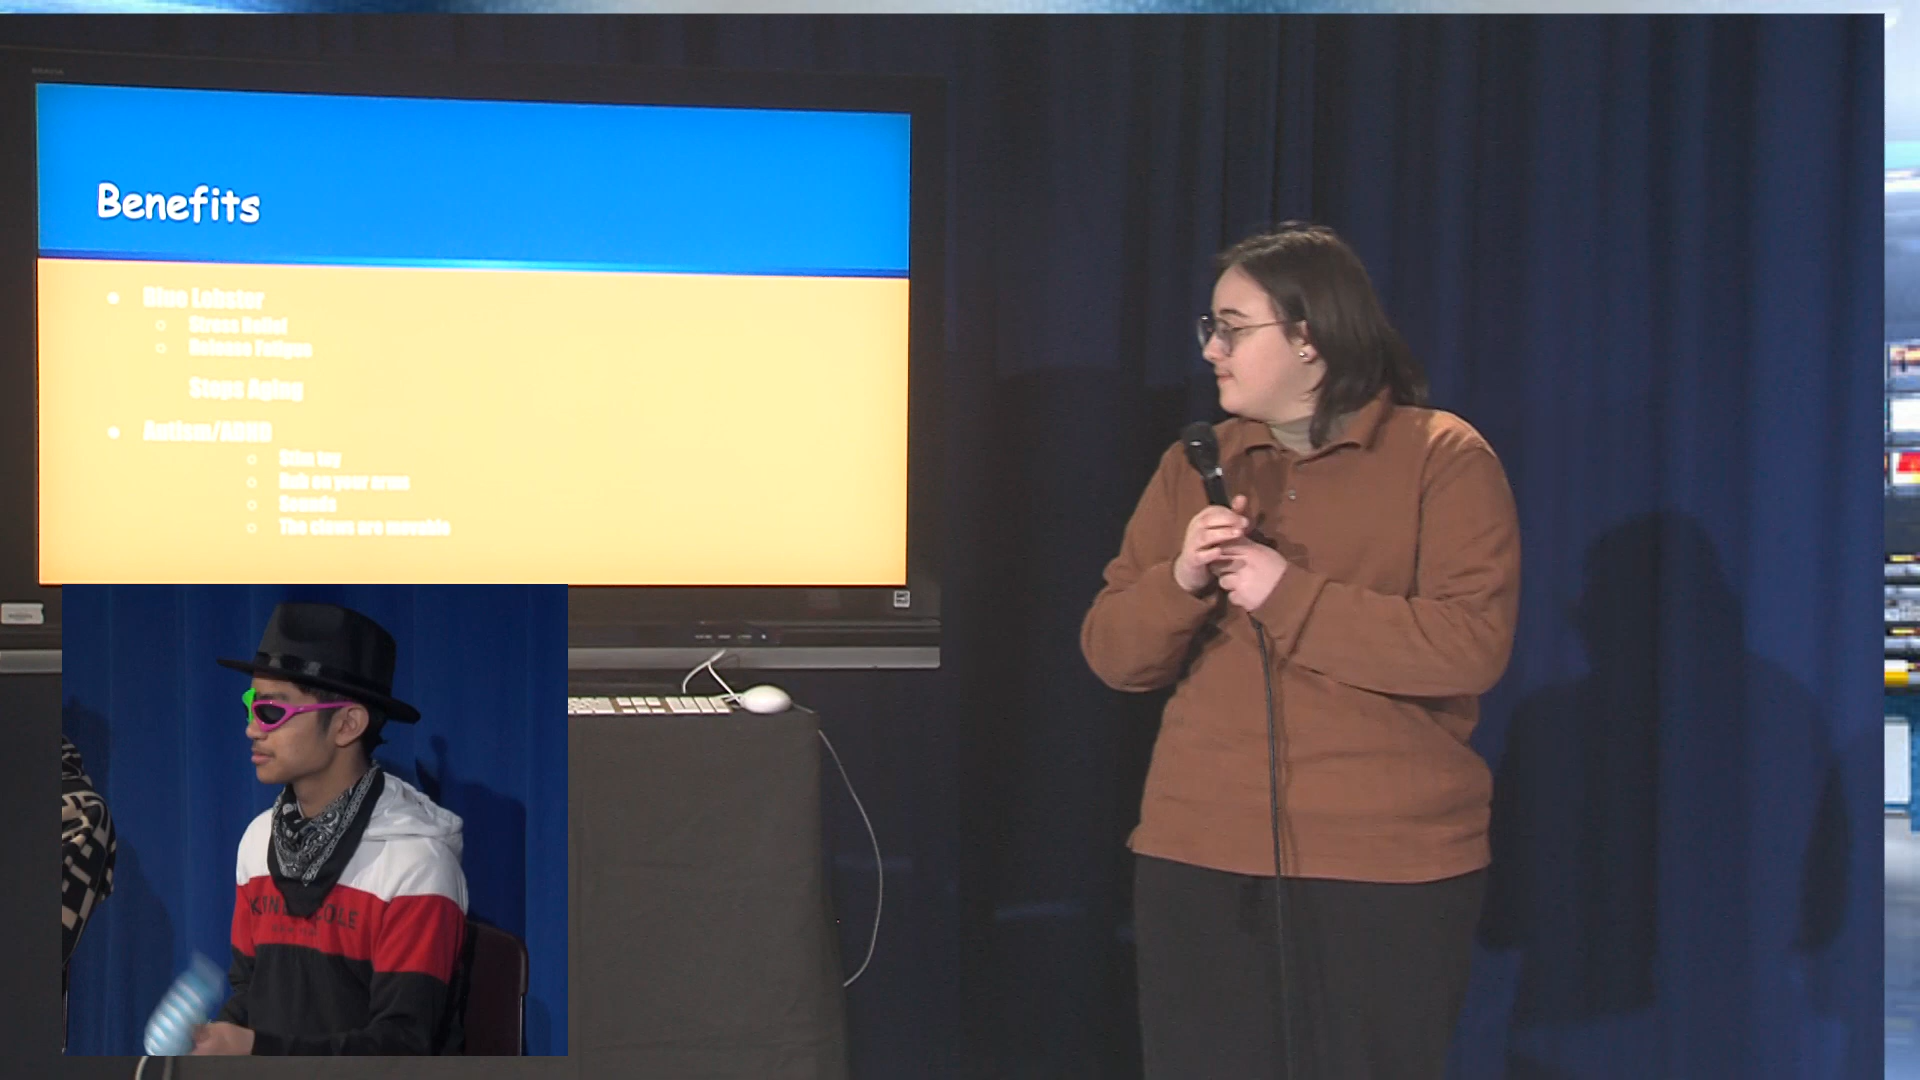 BRAVIA
Benefits
Blue Lobster
Stress Relief
Release Fatigue
Stops Aging
Autism/ADHD
Stim toy
Rub on your arms
Sounds
The claws are movable